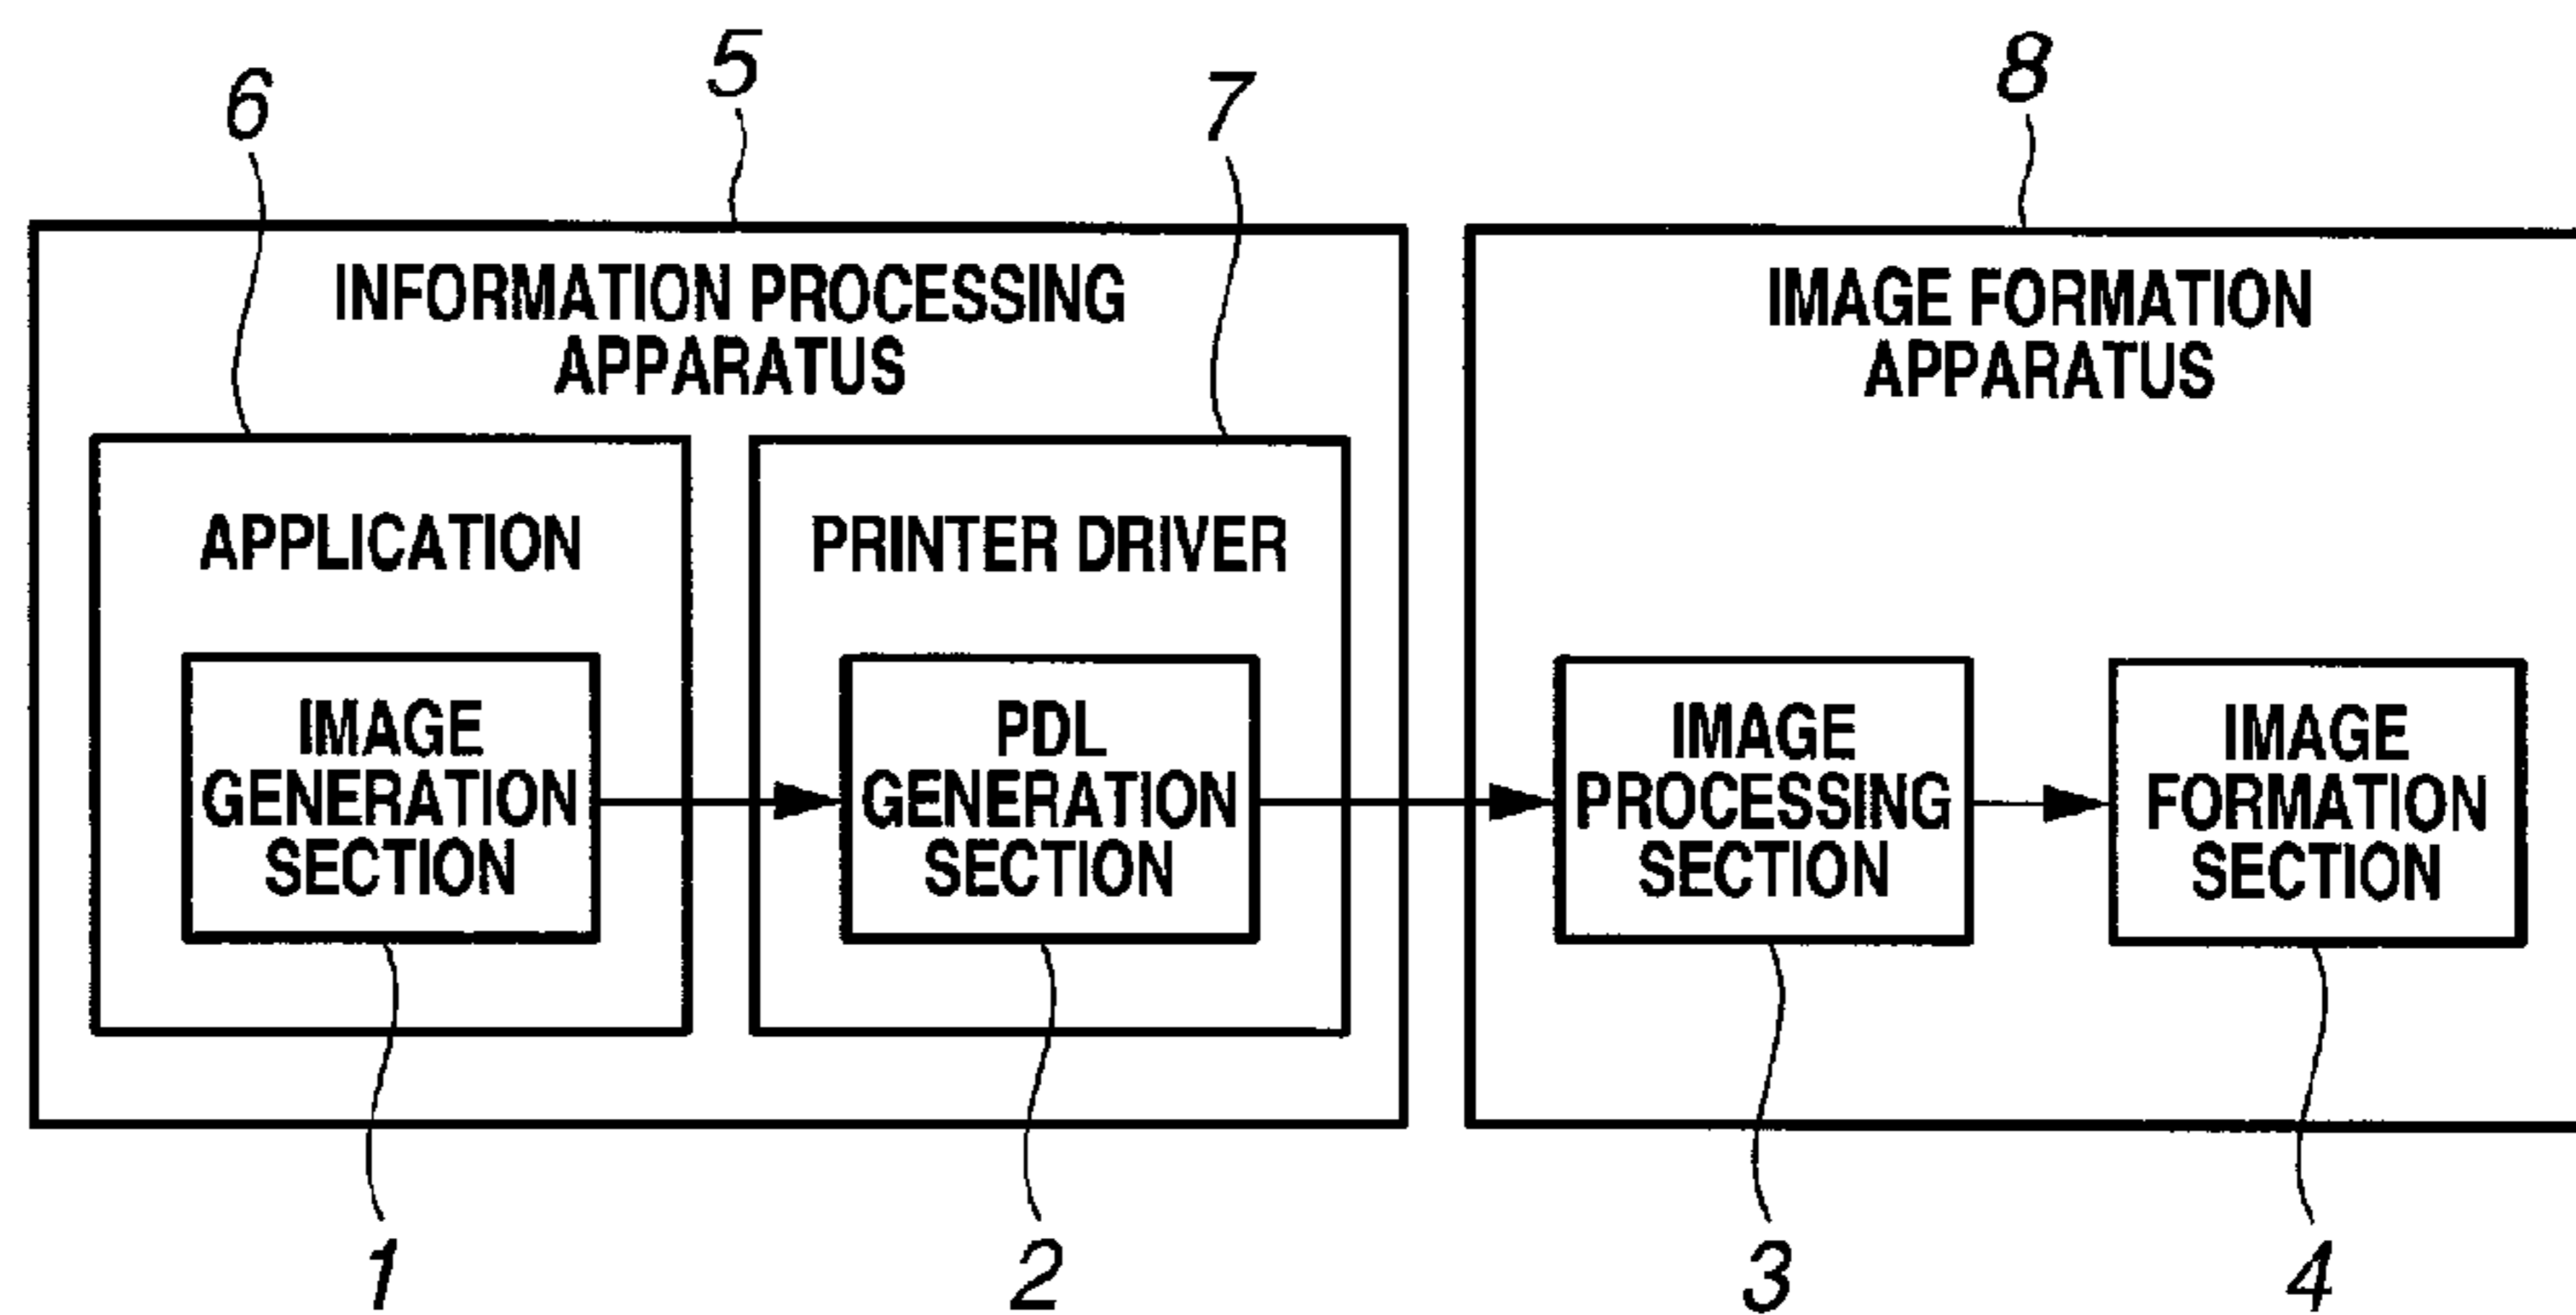 5
8
6
7
INFORMATION PROCESSING
APPARATUS
IMAGE FORMATION
APPARATUS
APPLICATION
PRINTER DRIVER
IMAGE
GENERATION
SECTION
PDL
GENERATION
SECTION
IMAGE
PROCESSING
SECTION
IMAGE
FORMATION
SECTION
1
2
3
4